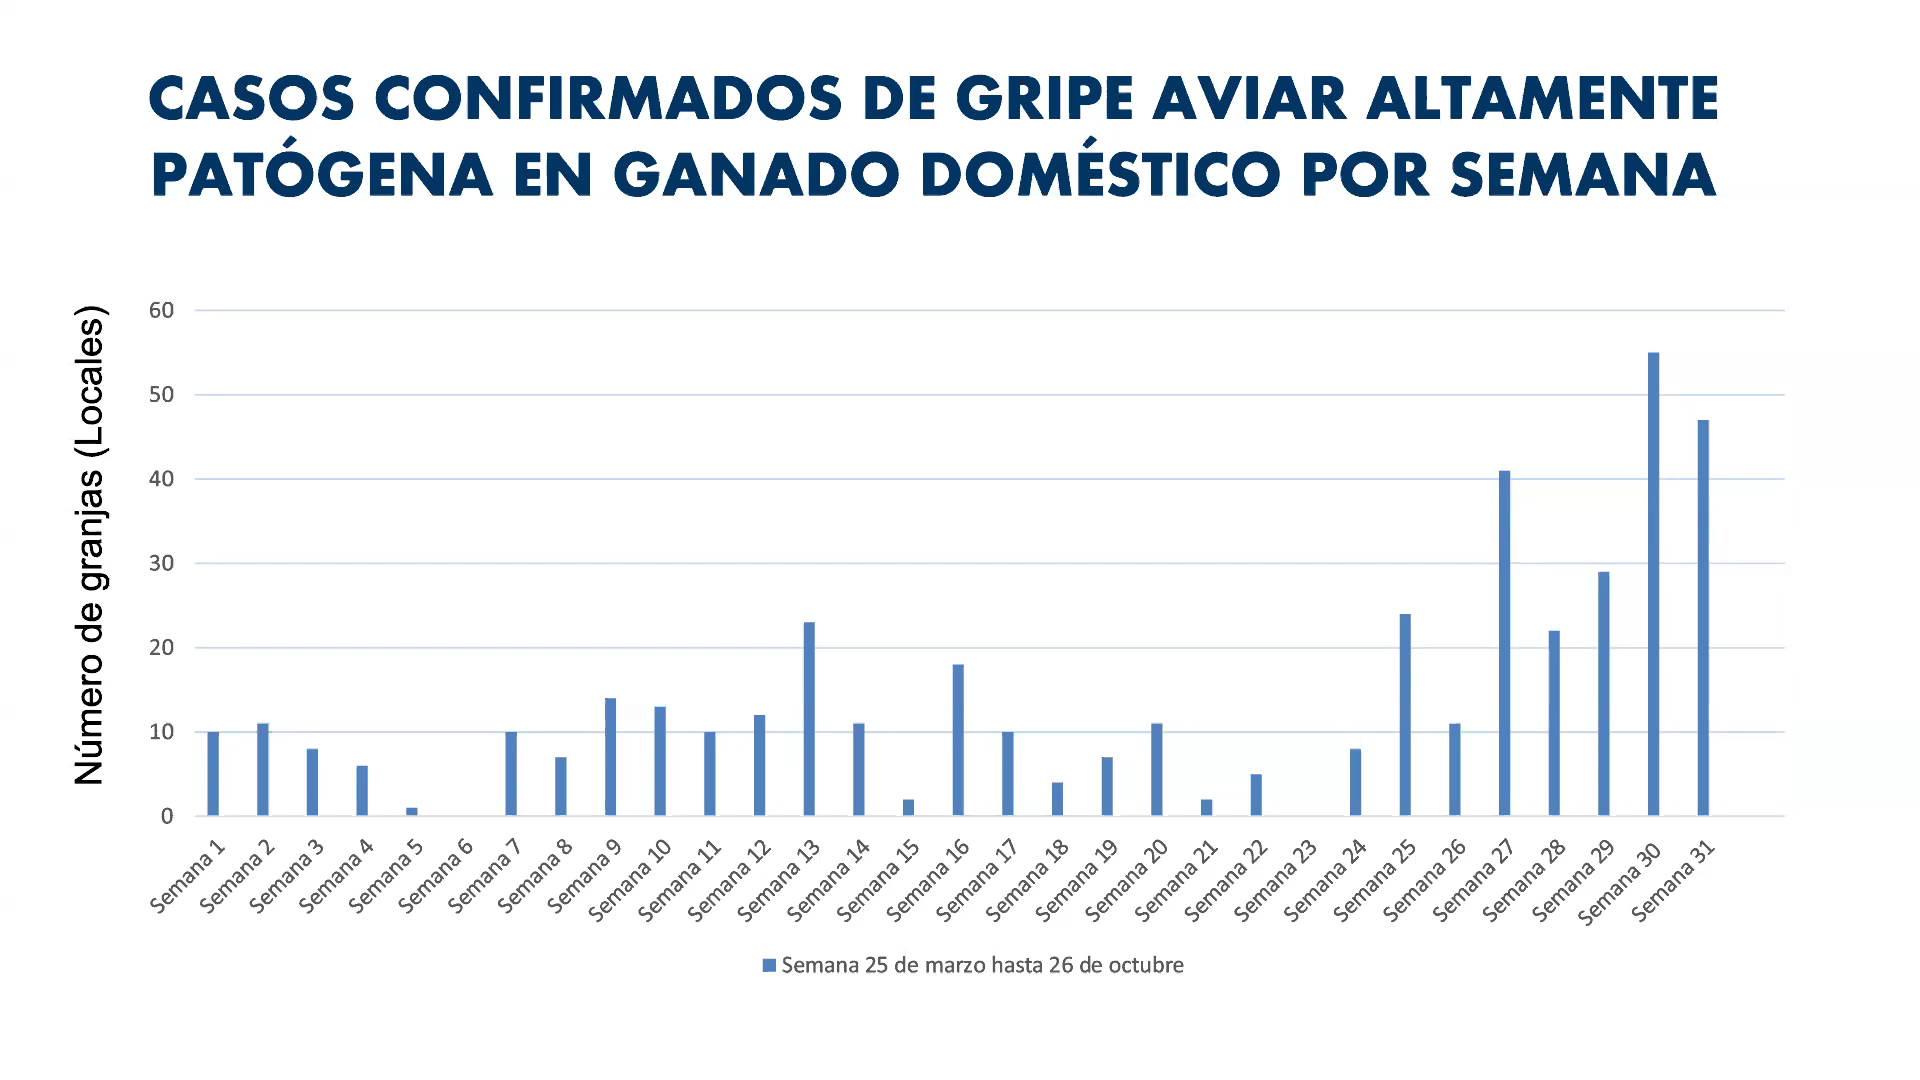 CASOS CONFIRMADOS DE GRIPE AVIAR ALTAMENTE
PATÓGENA EN GANADO DOMÉSTICO POR SEMANA
Número de granjas (Locales)
60
50
40
30
20
10
0
Semana 1
Semana 2
Semana 3
Semana 4
Semana 5
Semana 6
Semana 7
Semana 8
Semana 9
Semana 10
Semana 11
Semana 12
Semana 13
Semana 14
Semana 15
Semana 16
Semana 17
Semana 18
Semana 19
Semana 20
Semana 21
Semana 22
Semana 23
Semana 24
Semana 25
Semana 26
Semana 27
Semana 28
Semana 29
Semana 30
Semana 31
Semana 25 de marzo hasta 26 de octubre